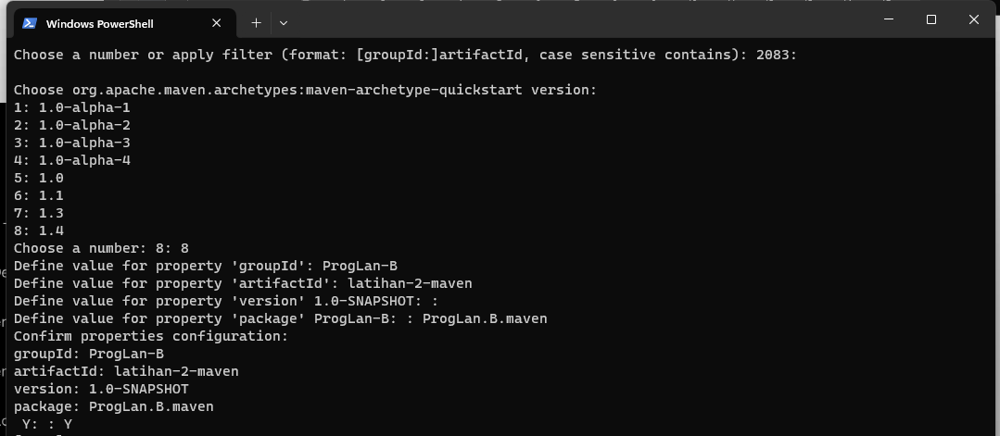 Windows PowerShell
Choose a number or apply filter (format: [groupId:]artifactId, case sensitive contains): 2083:
Choose org.apache.maven.archetypes:maven-archetype-quickstart version:
1: 1.0-alpha-1
2: 1.0-alpha-2
3: 1.0-alpha-3
4: 1.0-alpha-4
5: 1.0
6: 1.1
7: 1.3
8: 1.4
Choose a number: 8: 8
Define value for property 'groupId': ProgLan-B
Define value for property 'artifactId': latihan-2-maven
Define value for property 'version' 1.0-SNAPSHOT: :
Define value for property 'package' ProgLan-B: : ProgLan.B.maven
Confirm properties configuration:
groupId: ProgLan-B
artifactId: latihan-2-maven
version: 1.0-SNAPSHOT
package: ProgLan.B.maven
Y: : Y